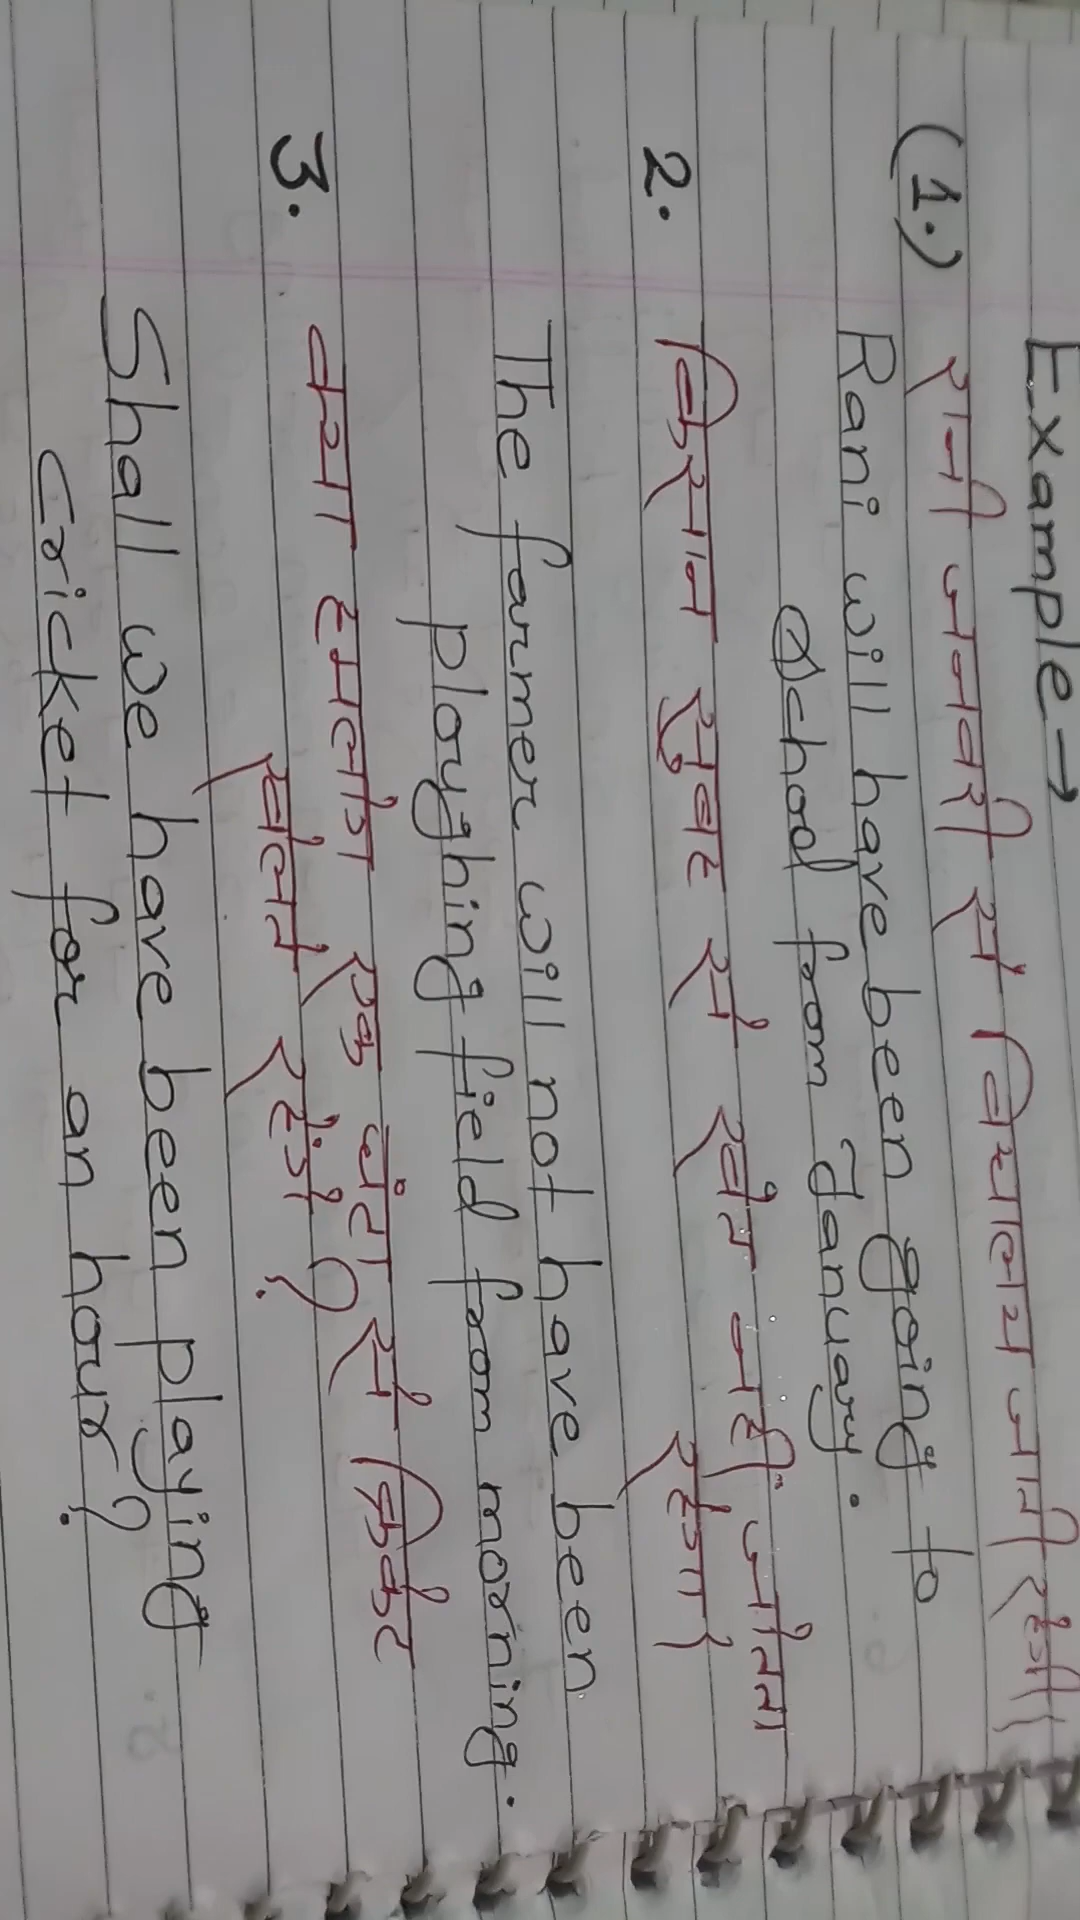 Example →
(1.) रानी जनवरी से विद्यालय जाती रहेगी।
Rani will have been going to
School from January.
2. किसान सुबह से खेत नहीं जोतता
रहेगा।
The farmer will not have been
ploughing field from morning.
3. क्या हमलोग एक घंटा से क्रिकेट
खेलते रहेंगे?
Shall we have been playing
cricket for an hour?